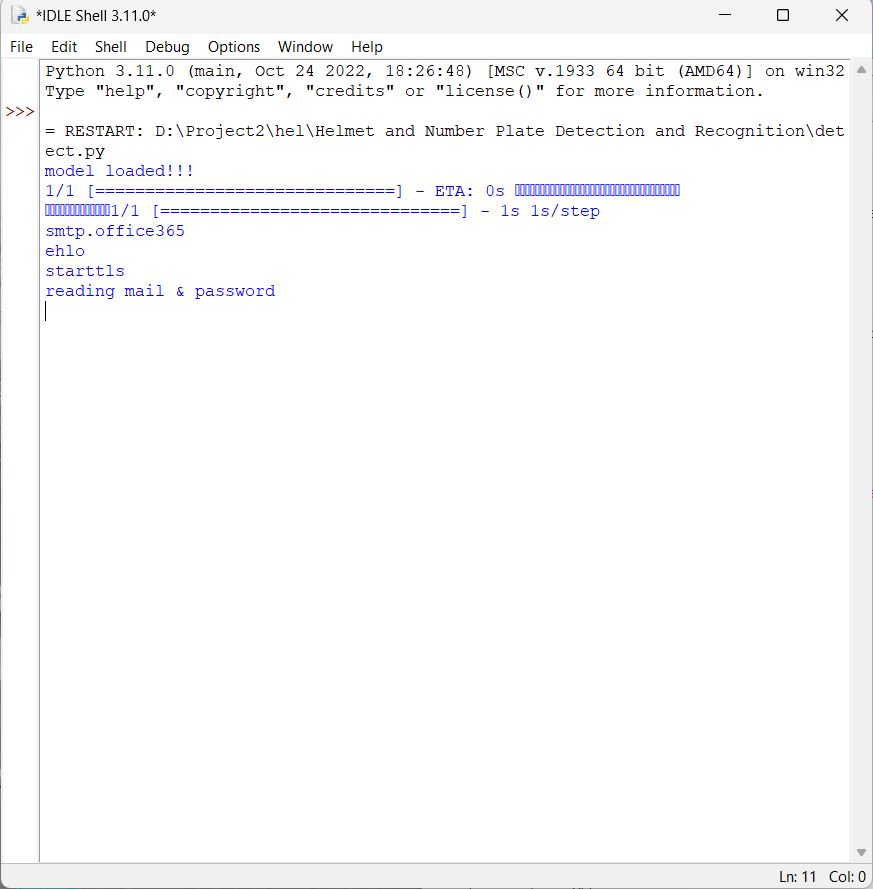 *IDLE Shell 3.11.0*
File Edit Shell Debug Options Window Help
Python 3.11.0 (main, Oct 24 2022, 18:26:48) [MSC v.1933 64 bit (AMD64)] on win32
Type "help", "copyright", "credits" or "license()" for more information.
>>>
= RESTART: D:\Project2\hel\Helmet and Number Plate Detection and Recognition\det
ect.py
model loaded!!!
1/1 [==============================] - ETA: 0s
1/1 [==============================] - 1s 1s/step
smtp.office365
ehlo
starttls
reading mail & password
Ln: 11 Col: 0